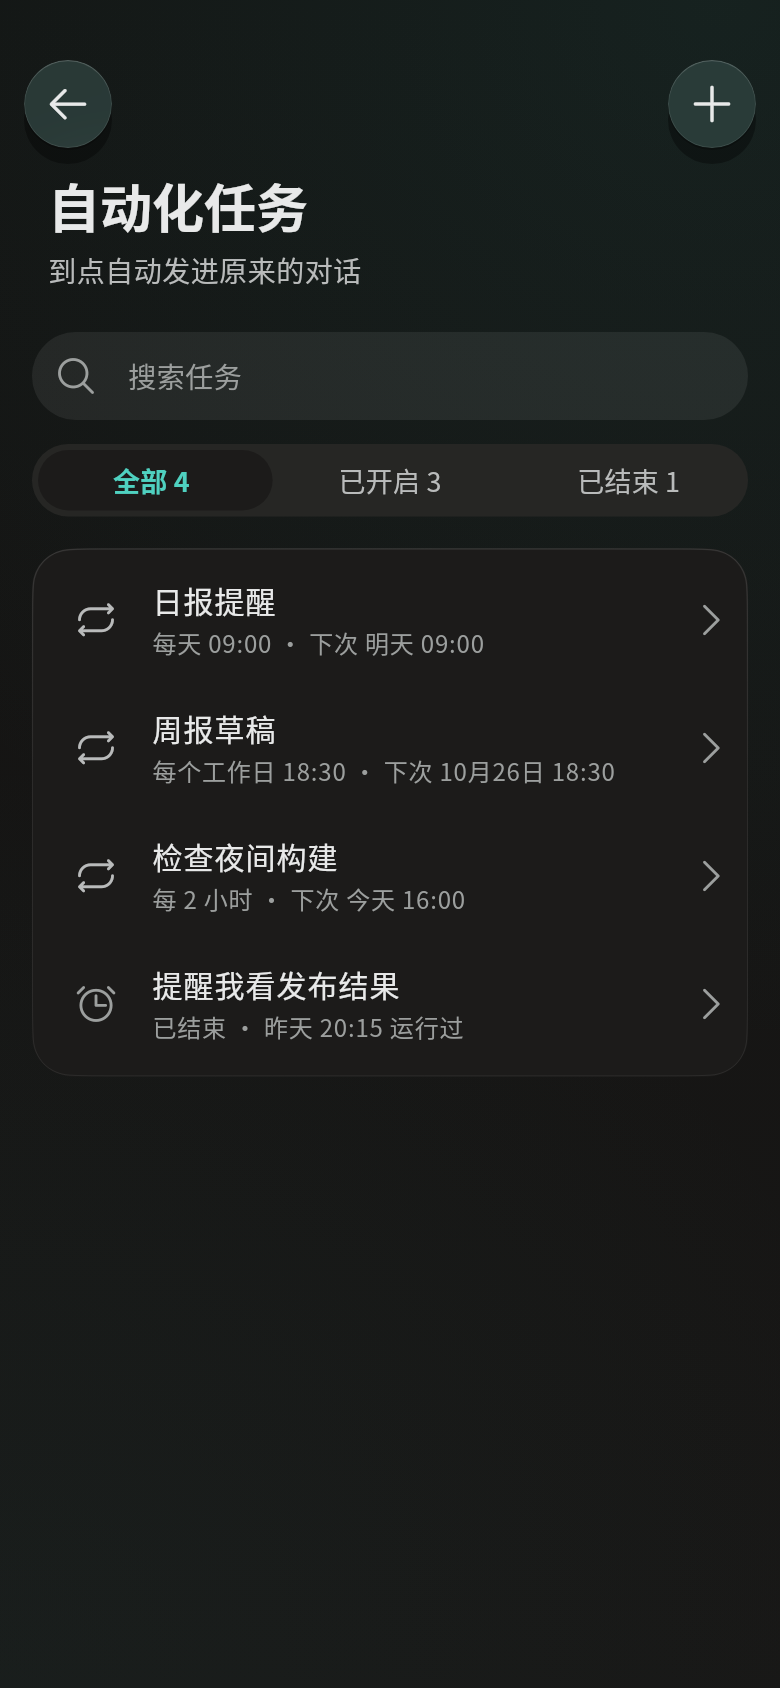 自动化任务
到点自动发进原来的对话
搜索任务
全部 4
已开启 3
已结束 1
日报提醒
每天 09:00 · 下次 明天 09:00
周报草稿
每个工作日 18:30 · 下次 10月26日 18:30
检查夜间构建
每 2 小时 · 下次 今天 16:00
提醒我看发布结果
已结束 · 昨天 20:15 运行过